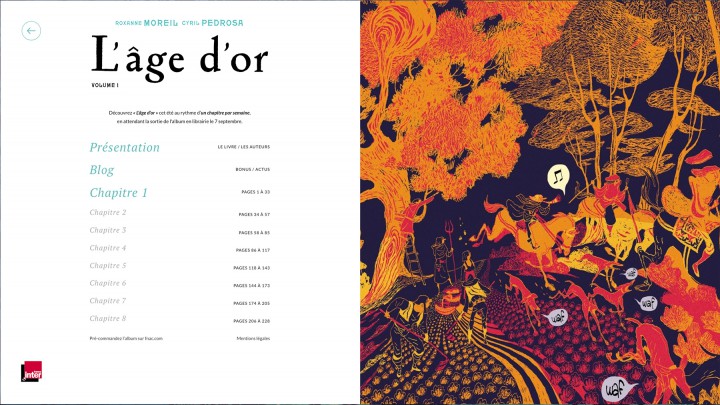 ROXANNE MOREIL CYRIL PEDROSA
L'âge d'or
VOLUME I
Découvrez « L'âge d'or » cet été au rythme d'un chapitre par semaine,
en attendant la sortie de l'album en librairie le 7 septembre.
Présentation LE LIVRE / LES AUTEURS
Blog BONUS / ACTUS
Chapitre 1 PAGES 1 À 33
Chapitre 2 PAGES 34 À 57
Chapitre 3 PAGES 58 À 85
Chapitre 4 PAGES 86 À 117
Chapitre 5 PAGES 118 À 143
Chapitre 6 PAGES 144 À 173
Chapitre 7 PAGES 174 À 205
Chapitre 8 PAGES 206 À 228
Pré-commandez l'album sur fnac.com Mentions légales
inter
waf
waf
waf
waf